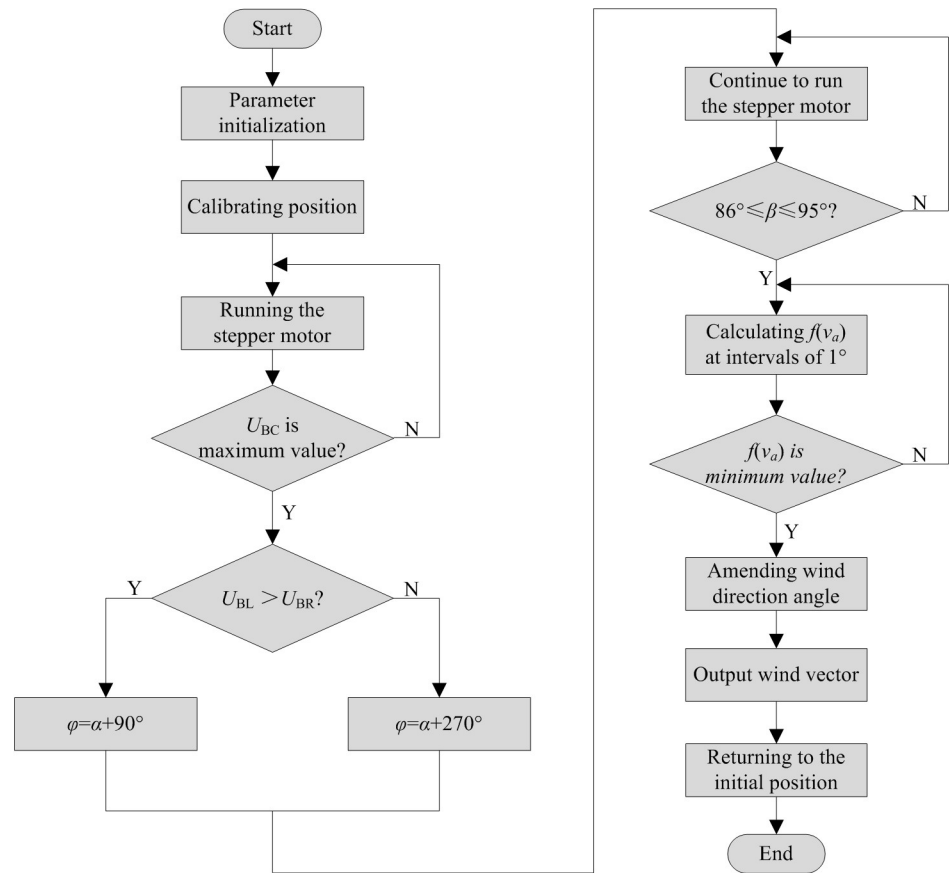 Start
Parameter
initialization
Calibrating position
Running the
stepper motor
U_BC is
maximum value?
N
Y
U_BL＞U_BR?
Y
N
φ=α+90°
φ=α+270°
Continue to run
the stepper motor
86°≤β≤95°?
N
Y
Calculating f(v_a)
at intervals of 1°
f(v_a) is
minimum value?
N
Y
Amending wind
direction angle
Output wind vector
Returning to the
initial position
End